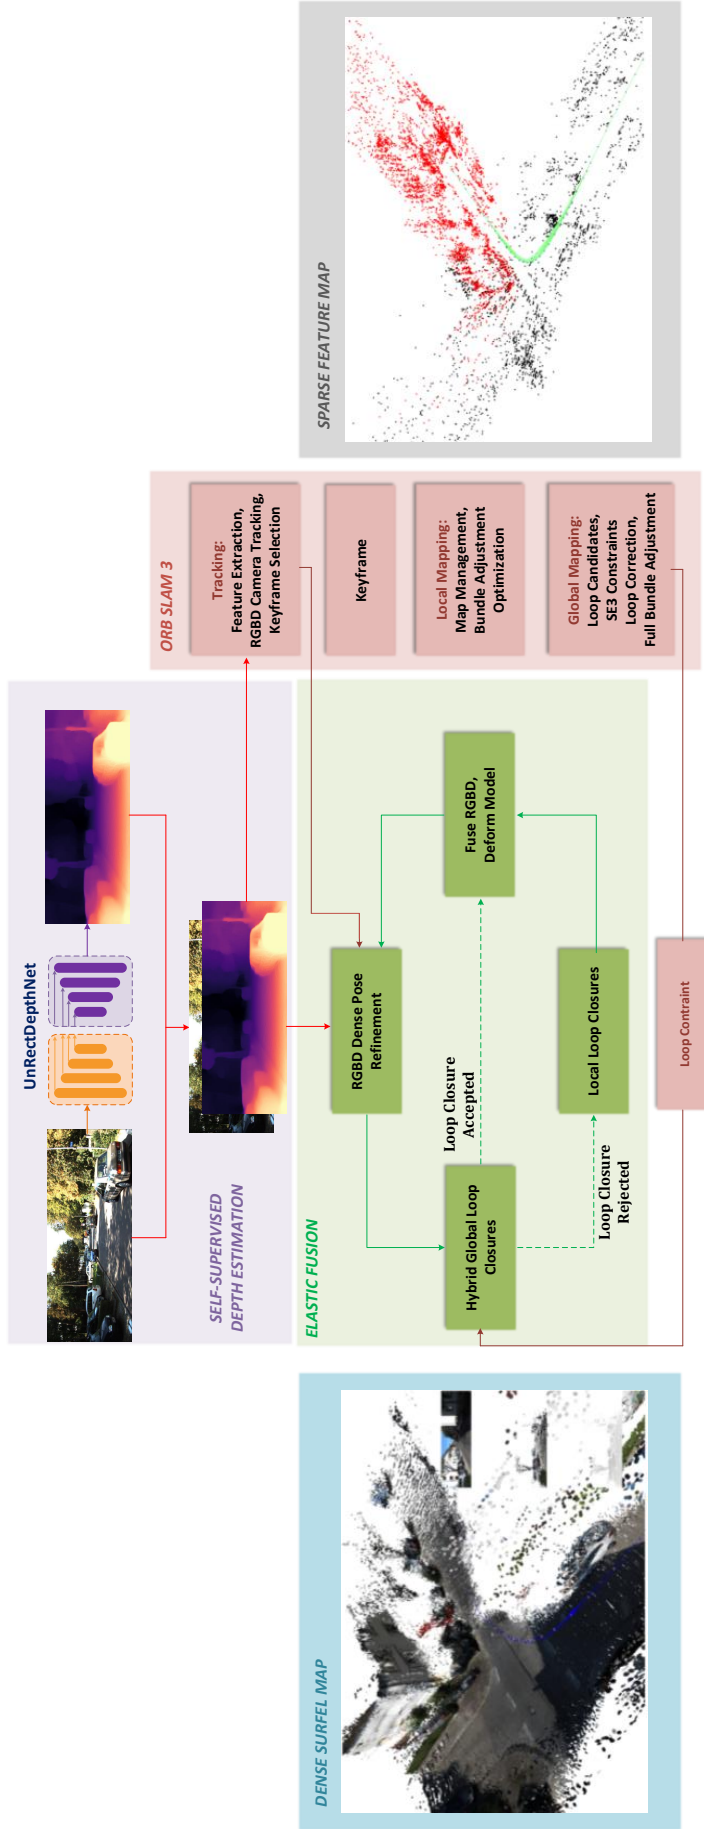 UnRectDepthNet
SELF-SUPERVISED
DEPTH ESTIMATION
ORB SLAM 3
Tracking:
Feature Extraction,
RGBD Camera Tracking,
Keyframe Selection
Keyframe
Local Mapping:
Map Management,
Bundle Adjustment
Optimization
Global Mapping:
Loop Candidates,
SE3 Constraints
Loop Correction,
Full Bundle Adjustment
ELASTIC FUSION
RGBD Dense Pose
Refinement
Fuse RGBD,
Deform Model
Hybrid Global Loop
Closures
Loop Closure
Accepted
Loop Closure
Rejected
Local Loop Closures
Loop Contraint
DENSE SURFEL MAP
SPARSE FEATURE MAP